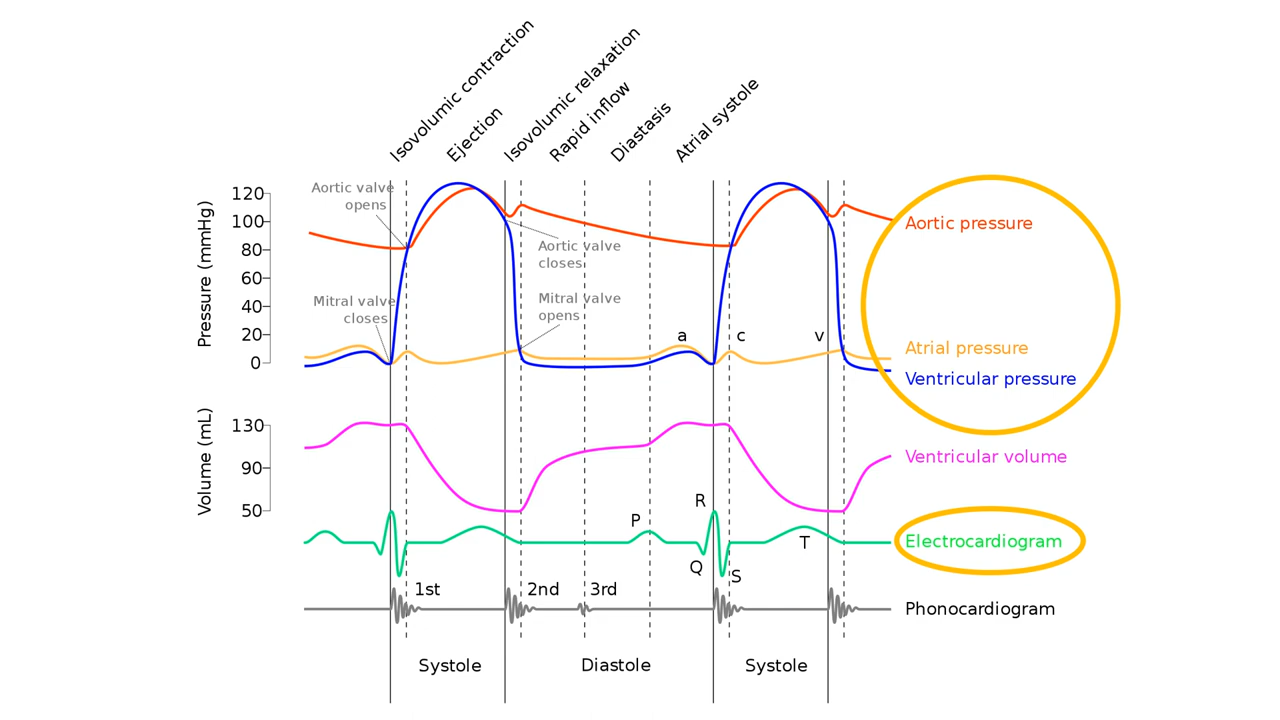 Isovolumic contraction
Ejection
Isovolumic relaxation
Rapid inflow
Diastasis
Atrial systole
Pressure (mmHg)
120
100
80
60
40
20
0
Aortic valve
opens
Aortic valve
closes
Mitral valve
closes
Mitral valve
opens
a
c
v
Aortic pressure
Atrial pressure
Ventricular pressure
Volume (mL)
130
90
50
Ventricular volume
P
R
Q
S
T
Electrocardiogram
1st
2nd
3rd
Phonocardiogram
Systole
Diastole
Systole